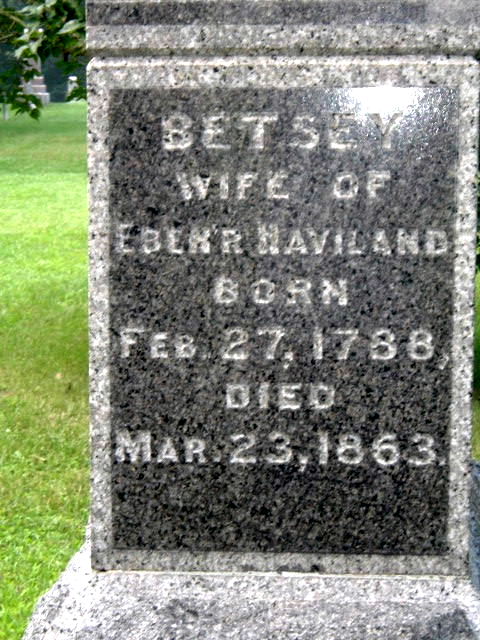 BETSEY
WIFE OF
EBEN'R HAVILAND
BORN
FEB. 27, 1788,
DIED
MAR. 23, 1863.